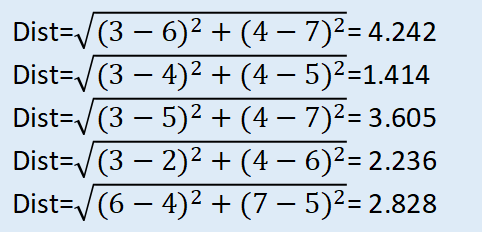 Dist=√(3 − 6)² + (4 − 7)²= 4.242
Dist=√(3 − 4)² + (4 − 5)²=1.414
Dist=√(3 − 5)² + (4 − 7)²= 3.605
Dist=√(3 − 2)² + (4 − 6)²= 2.236
Dist=√(6 − 4)² + (7 − 5)²= 2.828